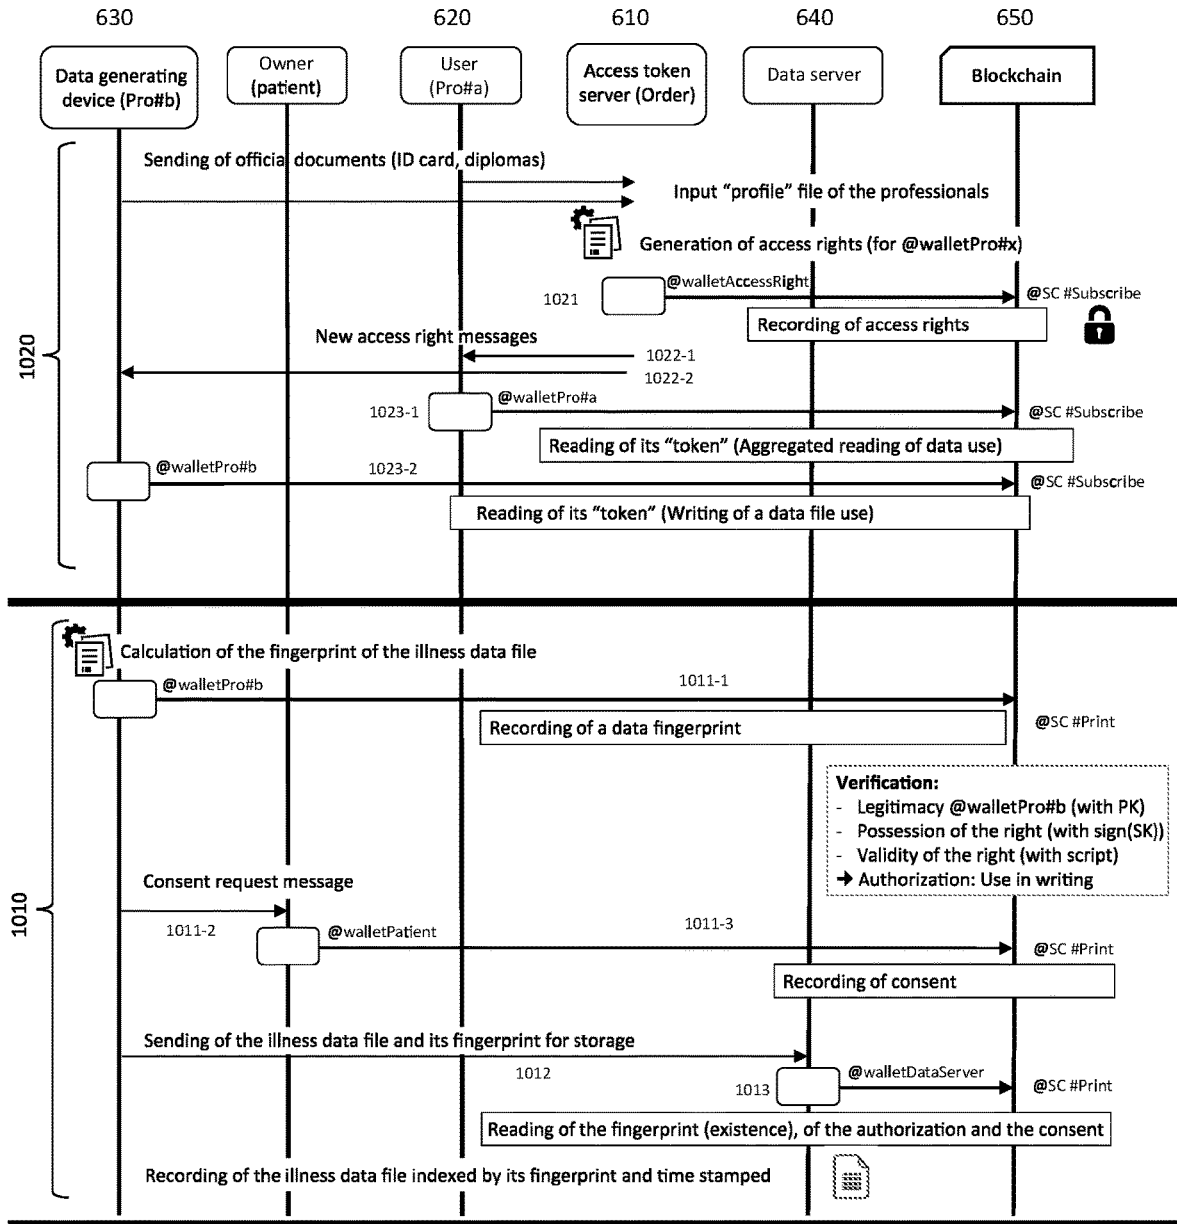 630 620 610 640 650
Data generating
device (Pro#b)
Owner
(patient)
User
(Pro#a)
Access token
server (Order)
Data server
Blockchain
1020
Sending of official documents (ID card, diplomas)
Input “profile” file of the professionals
Generation of access rights (for @walletPro#x)
1021
@walletAccessRight
@SC #Subscribe
Recording of access rights
New access right messages
1022-1
1022-2
1023-1
@walletPro#a
@SC #Subscribe
Reading of its “token” (Aggregated reading of data use)
@walletPro#b
1023-2
@SC #Subscribe
Reading of its “token” (Writing of a data file use)
1010
Calculation of the fingerprint of the illness data file
@walletPro#b
1011-1
Recording of a data fingerprint
@SC #Print
Verification:
- Legitimacy @walletPro#b (with PK)
- Possession of the right (with sign(SK))
- Validity of the right (with script)
➔ Authorization: Use in writing
Consent request message
1011-2
@walletPatient
1011-3
@SC #Print
Recording of consent
Sending of the illness data file and its fingerprint for storage
1012
1013
@walletDataServer
@SC #Print
Reading of the fingerprint (existence), of the authorization and the consent
Recording of the illness data file indexed by its fingerprint and time stamped